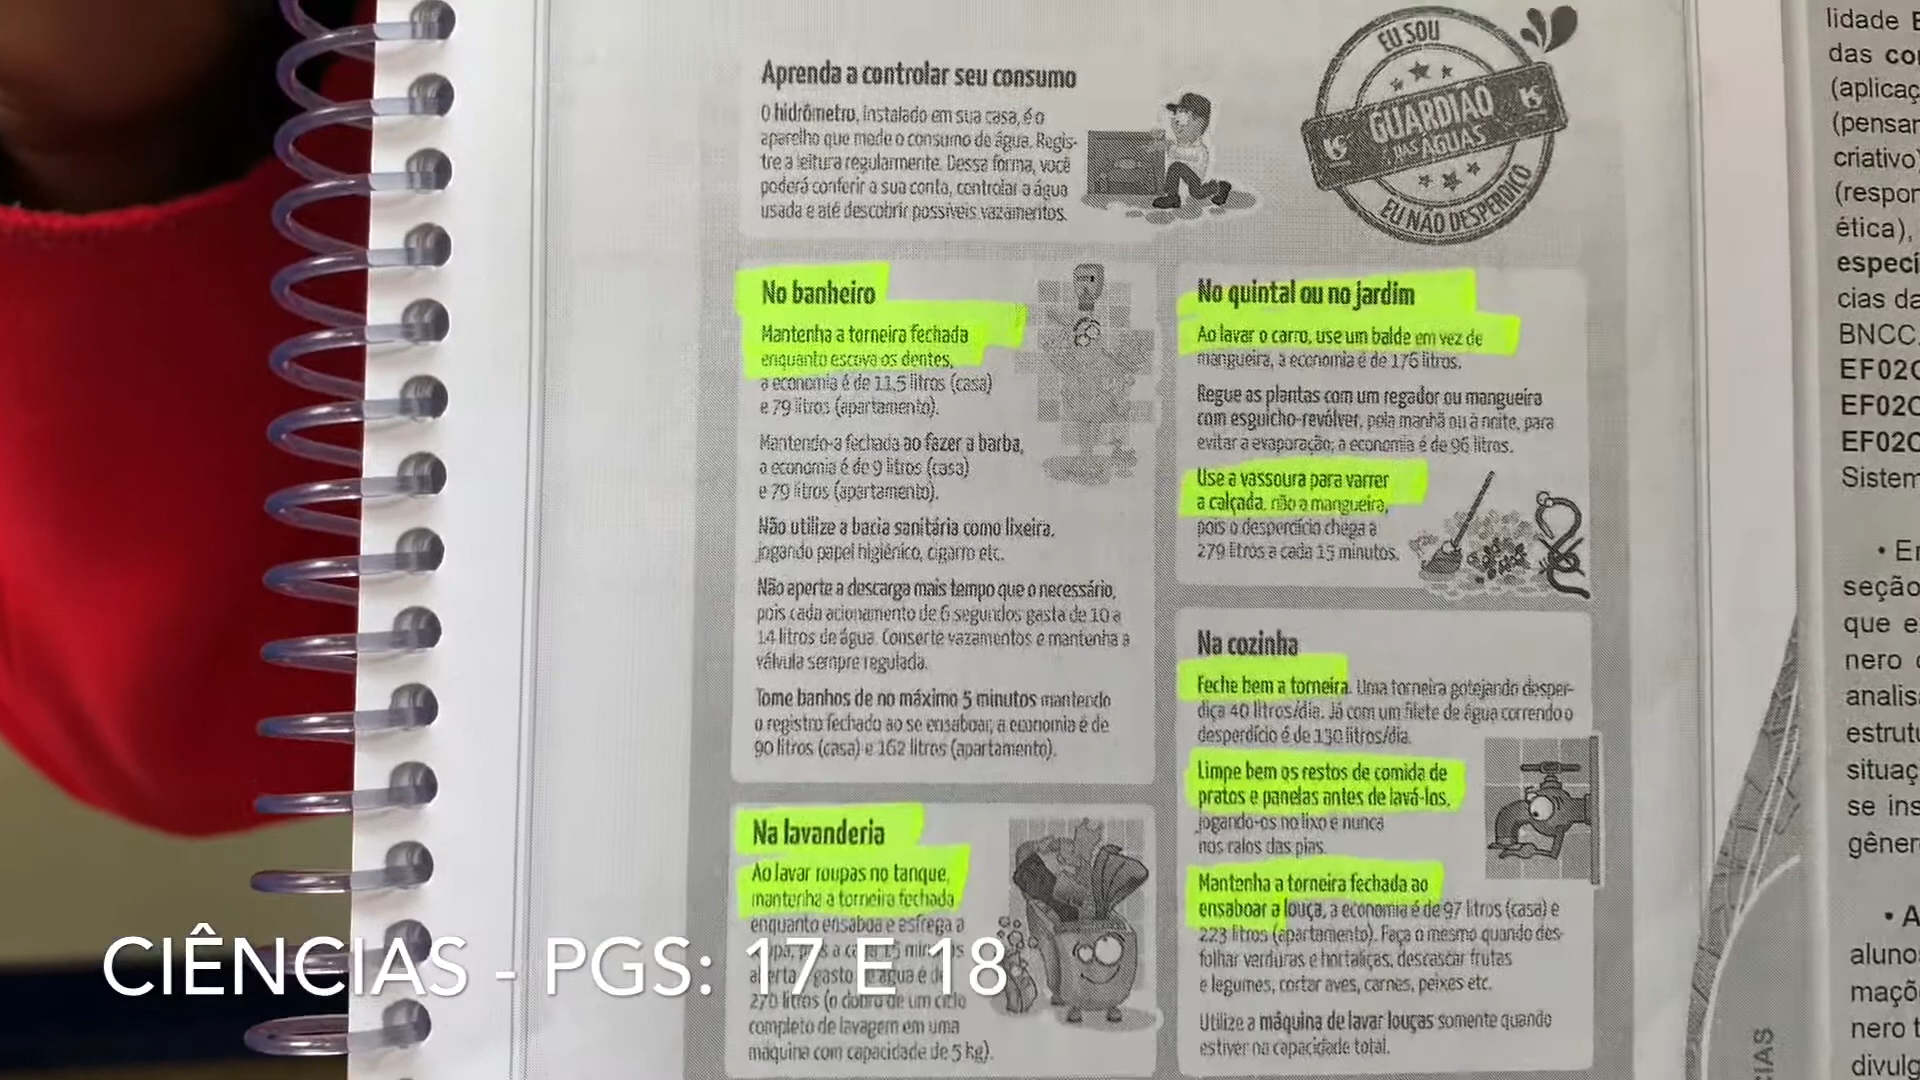 Aprenda a controlar seu consumo
O hidrômetro, instalado em sua casa, é o
aparelho que mede o consumo de água. Regis-
tre a leitura regularmente. Dessa forma, você
poderá conferir a sua conta, controlar a água
usada e até descobrir possíveis vazamentos.
EU SOU
GUARDIÃO
DAS ÁGUAS
EU NÃO DESPERDIÇO
No banheiro
Mantenha a torneira fechada
enquanto escova os dentes,
a economia é de 11,5 litros (casa)
e 79 litros (apartamento).
Mantendo-a fechada ao fazer a barba,
a economia é de 9 litros (casa)
e 79 litros (apartamento).
Não utilize a bacia sanitária como lixeira,
jogando papel higiênico, cigarro etc.
Não aperte a descarga mais tempo que o necessário,
pois cada acionamento de 6 segundos gasta de 10 a
14 litros de água. Conserte vazamentos e mantenha a
válvula sempre regulada.
Tome banhos de no máximo 5 minutos mantendo
o registro fechado ao se ensaboar, a economia é de
90 litros (casa) e 162 litros (apartamento).
Na lavanderia
Ao lavar roupas no tanque,
mantenha a torneira fechada
enquanto ensaboa e esfrega a
aberta o gasto de água é de
270 litros (o dobro de um ciclo
completo de lavagem em uma
máquina com capacidade de 5 kg).
No quintal ou no jardim
Ao lavar o carro, use um balde em vez de
mangueira, a economia é de 176 litros.
Regue as plantas com um regador ou mangueira
com esguicho-revólver, pela manhã ou à noite, para
evitar a evaporação; a economia é de 96 litros.
Use a vassoura para varrer
a calçada, não a mangueira,
pois o desperdício chega a
279 litros a cada 15 minutos.
Na cozinha
Feche bem a torneira. Uma torneira gotejando desper-
diça 40 litros/dia. Já com um filete de água correndo o
desperdício é de 130 litros/dia.
Limpe bem os restos de comida de
pratos e panelas antes de lavá-los,
jogando-os no lixo e nunca
nos ralos das pias.
Mantenha a torneira fechada ao
ensaboar a louça, a economia é de 97 litros (casa) e
223 litros (apartamento). Faça o mesmo quando des-
folhar verduras e hortaliças, descascar frutas
e legumes, cortar aves, carnes, peixes etc.
Utilize a máquina de lavar louças somente quando
estiver na capacidade total.
CIÊNCIAS - PGS: 17 E 18
lidade
das
(aplicaç
(pensar
criativo)
(respon
ética),
especí
cias da
BNCC.
EF02C
EF02C
EF02C
Sistem
• En
seção
que e
nero
analis
estrutu
situaç
se ins
gêner
• A
aluno
maçõ
nero t
divulg
IAS